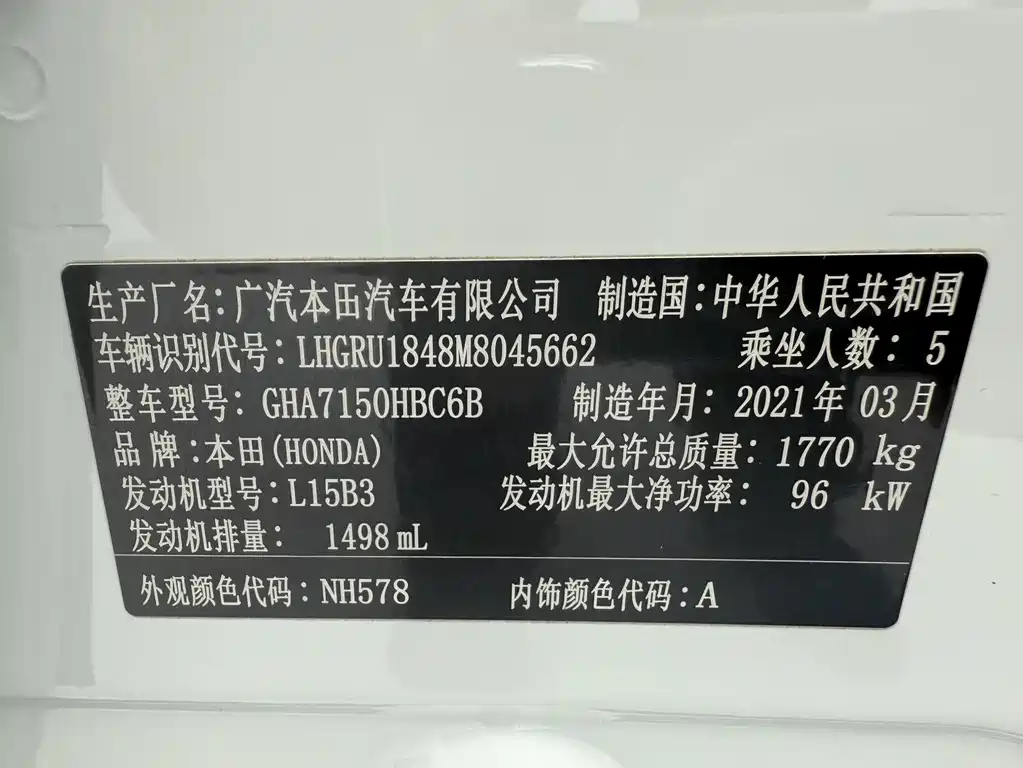 生产厂名:广汽本田汽车有限公司 制造国:中华人民共和国
车辆识别代号:LHGRU1848M8045662 乘坐人数:5
整车型号:GHA7150HBC6B 制造年月:2021年03月
品牌:本田(HONDA) 最大允许总质量:1770 kg
发动机型号:L15B3 发动机最大净功率: 96 kW
发动机排量: 1498 mL
外观颜色代码:NH578 内饰颜色代码:A